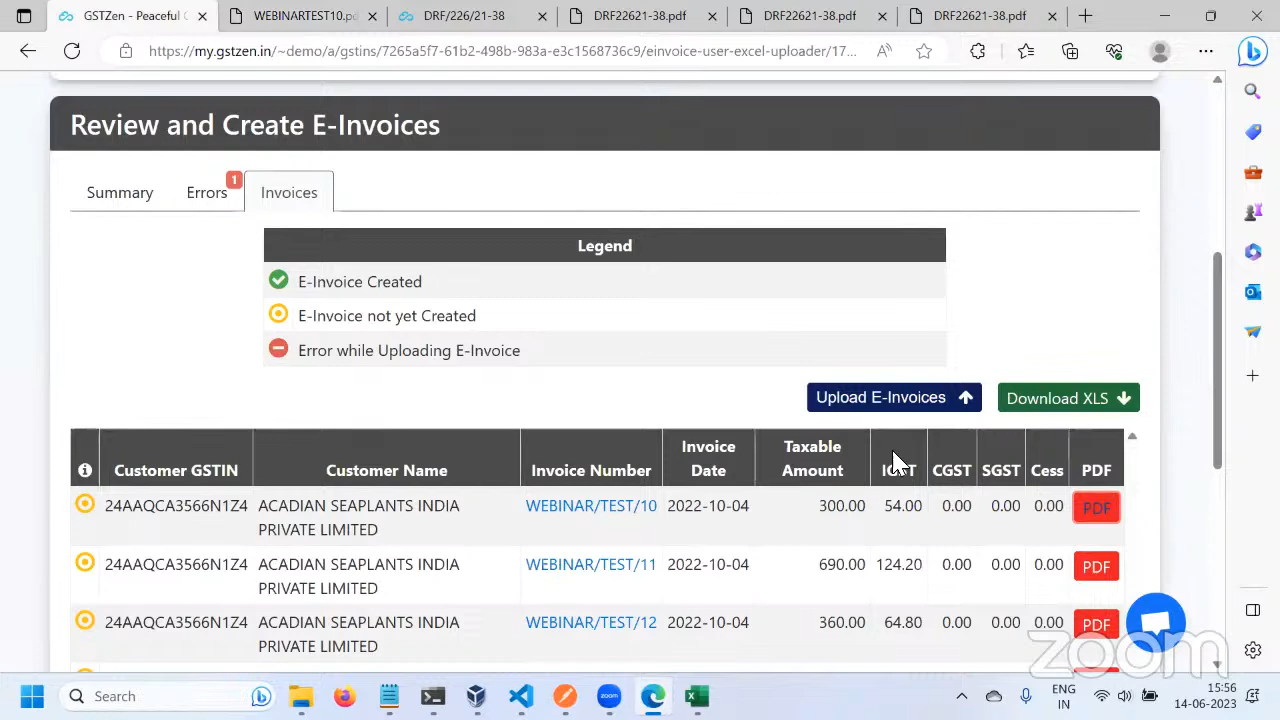 GSTZen - Peaceful G
WEBINARTEST10.pdf
DRF/226/21-38
DRF22621-38.pdf
DRF22621-38.pdf
DRF22621-38.pdf
https://my.gstzen.in/~demo/a/gstins/7265a5f7-61b2-498b-983a-e3c1568736c9/einvoice-user-excel-uploader/17...
Review and Create E-Invoices
Summary Errors 1 Invoices
Legend
E-Invoice Created
E-Invoice not yet Created
Error while Uploading E-Invoice
Upload E-Invoices Download XLS
Customer GSTIN Customer Name Invoice Number Invoice Date Taxable Amount IGST CGST SGST Cess PDF
24AAQCA3566N1Z4 ACADIAN SEAPLANTS INDIA WEBINAR/TEST/10 2022-10-04 300.00 54.00 0.00 0.00 0.00 PDF
PRIVATE LIMITED
24AAQCA3566N1Z4 ACADIAN SEAPLANTS INDIA WEBINAR/TEST/11 2022-10-04 690.00 124.20 0.00 0.00 0.00 PDF
PRIVATE LIMITED
24AAQCA3566N1Z4 ACADIAN SEAPLANTS INDIA WEBINAR/TEST/12 2022-10-04 360.00 64.80 0.00 0.00 0.00 PDF
PRIVATE LIMITED
zoom
Search
zoom
ENG
IN
15:56
14-06-2023